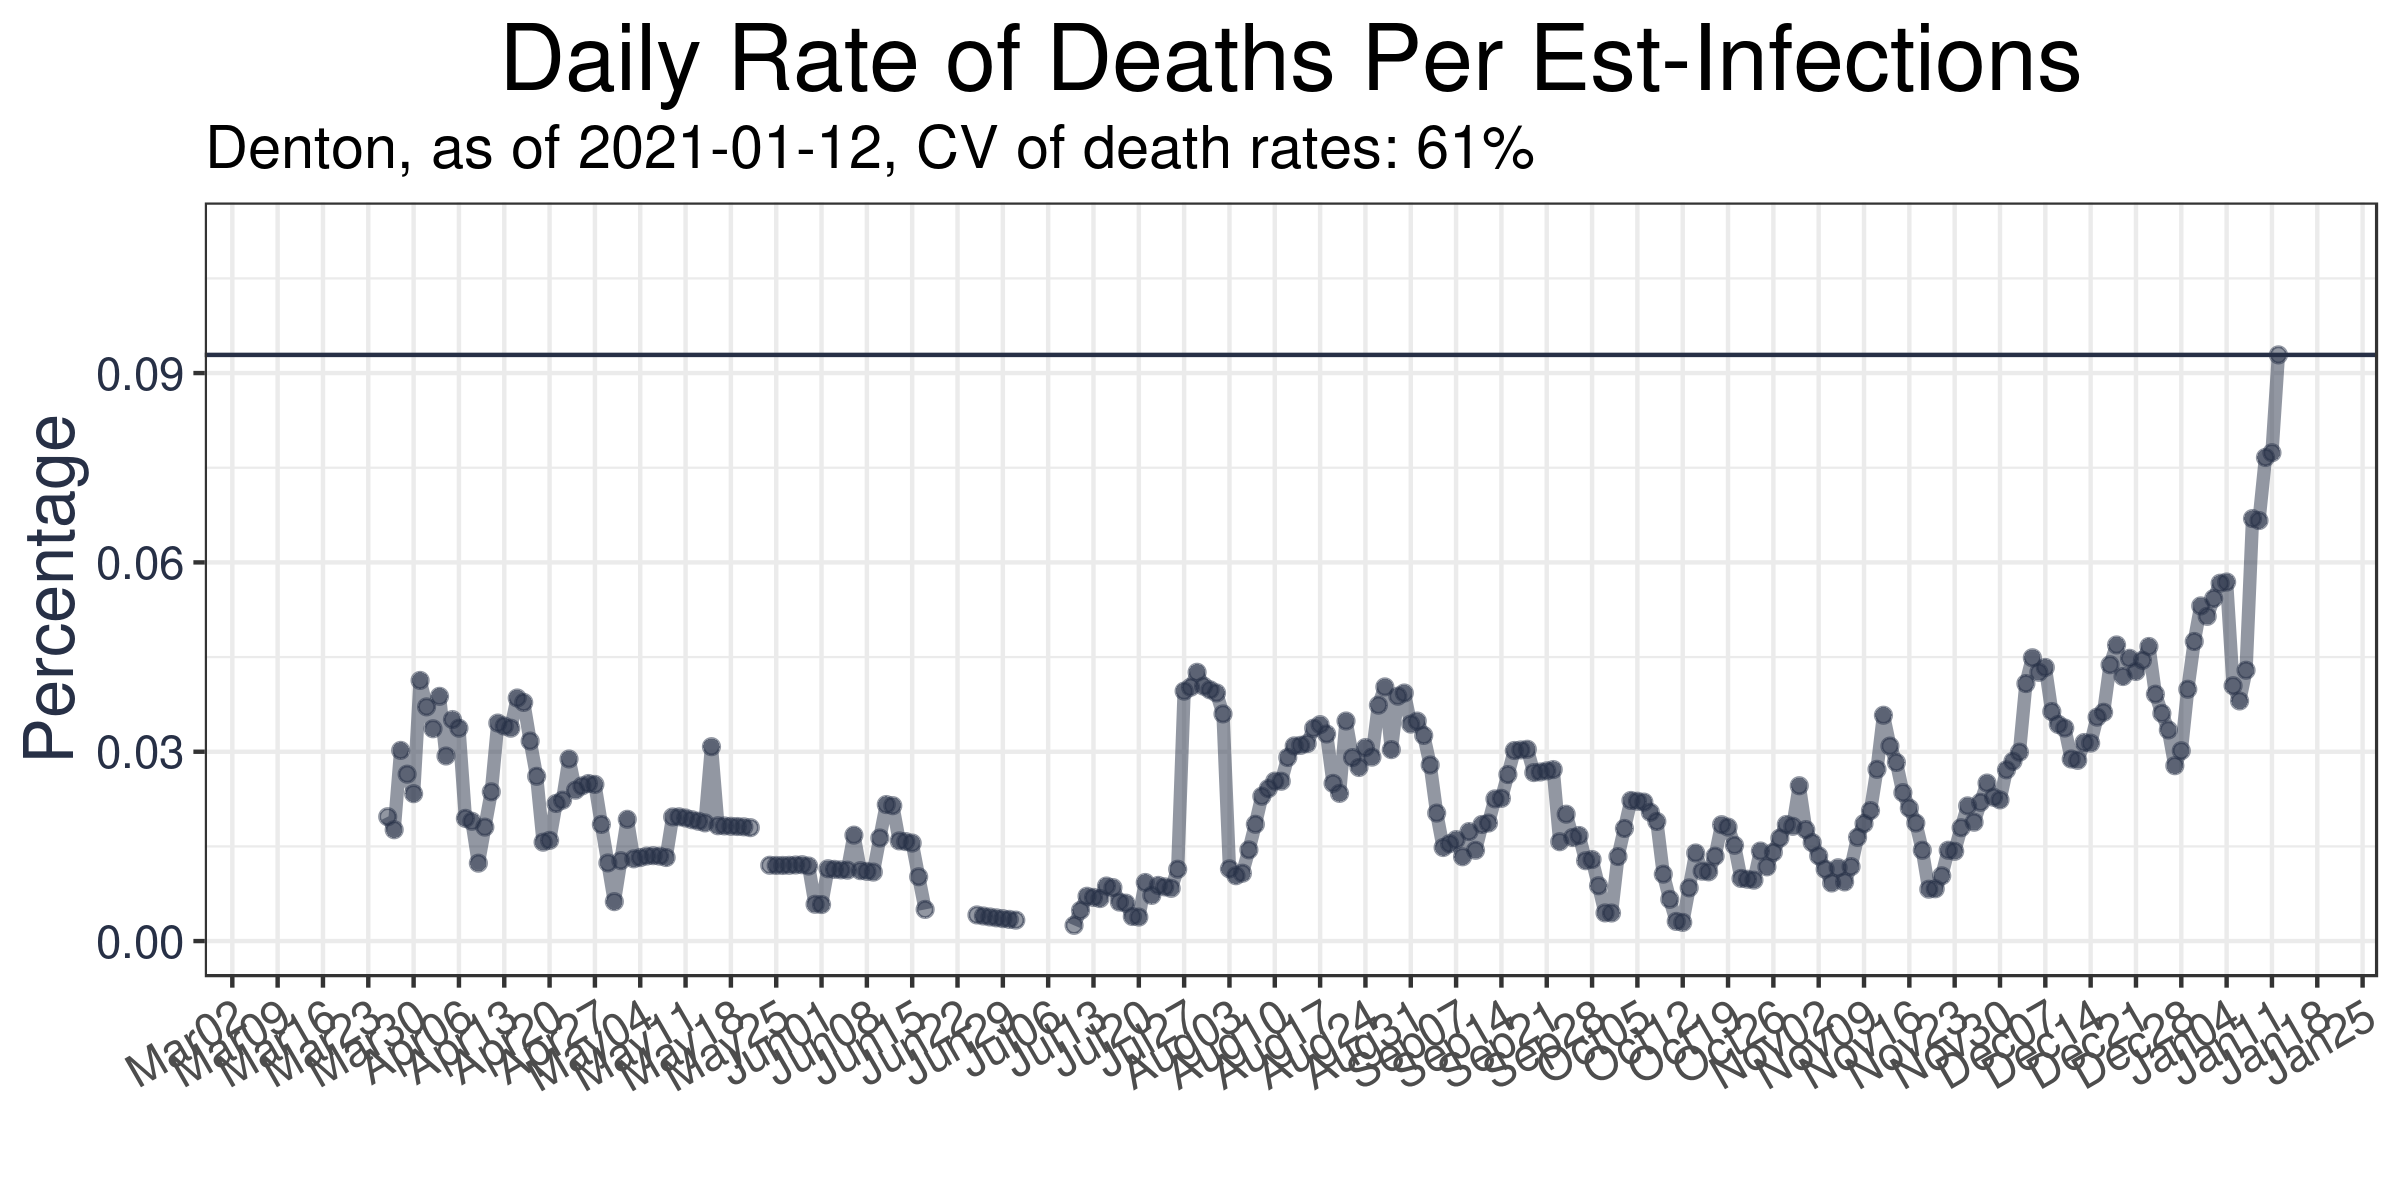 Daily Rate of Deaths Per Est-Infections
Denton, as of 2021-01-12, CV of death rates: 61%
Percentage
0.09
0.06
0.03
0.00
Mar02
Mar09
Mar16
Mar23
Mar30
Apr06
Apr13
Apr20
Apr27
May04
May11
May18
May25
Jun01
Jun08
Jun15
Jun22
Jun29
Jul06
Jul13
Jul20
Jul27
Aug03
Aug10
Aug17
Aug24
Aug31
Sep07
Sep14
Sep21
Sep28
Oct05
Oct12
Oct19
Oct26
Nov02
Nov09
Nov16
Nov23
Nov30
Dec07
Dec14
Dec21
Dec28
Jan04
Jan11
Jan18
Jan25